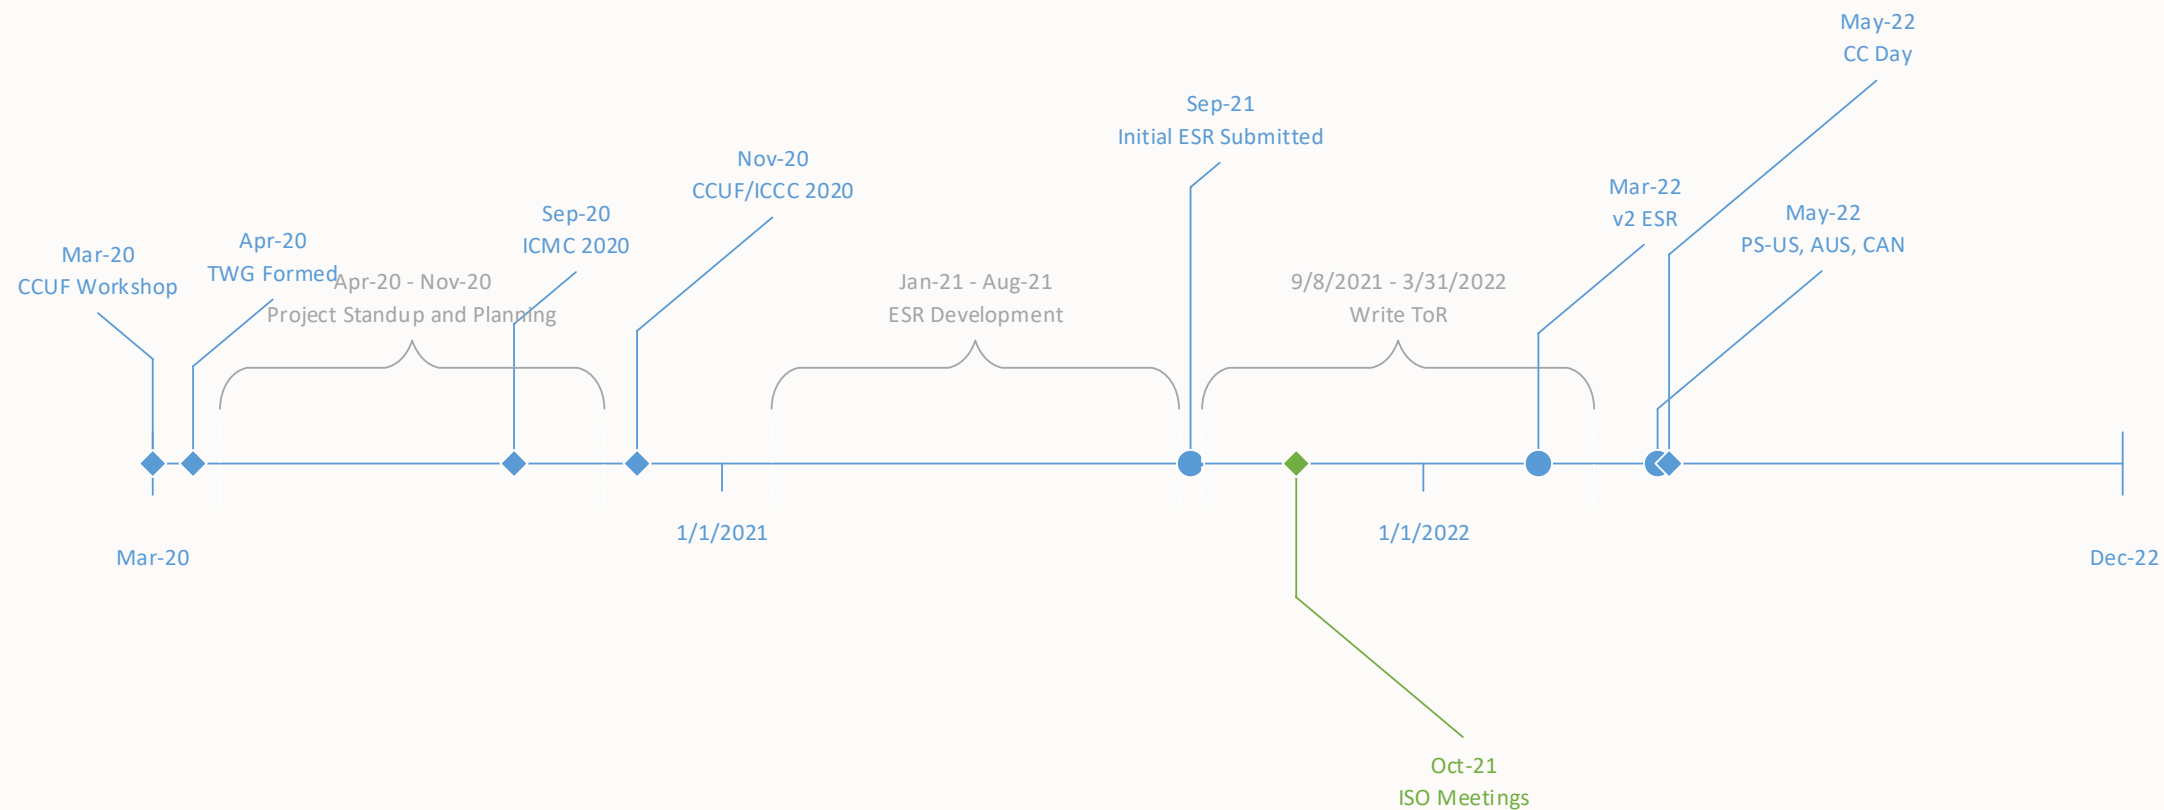 May-22
CC Day
Sep-21
Initial ESR Submitted
Nov-20
CCUF/ICCC 2020
Mar-22
v2 ESR
Sep-20
ICMC 2020
May-22
PS-US, AUS, CAN
Mar-20
CCUF Workshop
Apr-20
TWG Formed
Apr-20 - Nov-20
Project Standup and Planning
Jan-21 - Aug-21
ESR Development
9/8/2021 - 3/31/2022
Write ToR
1/1/2021
1/1/2022
Mar-20
Dec-22
Oct-21
ISO Meetings